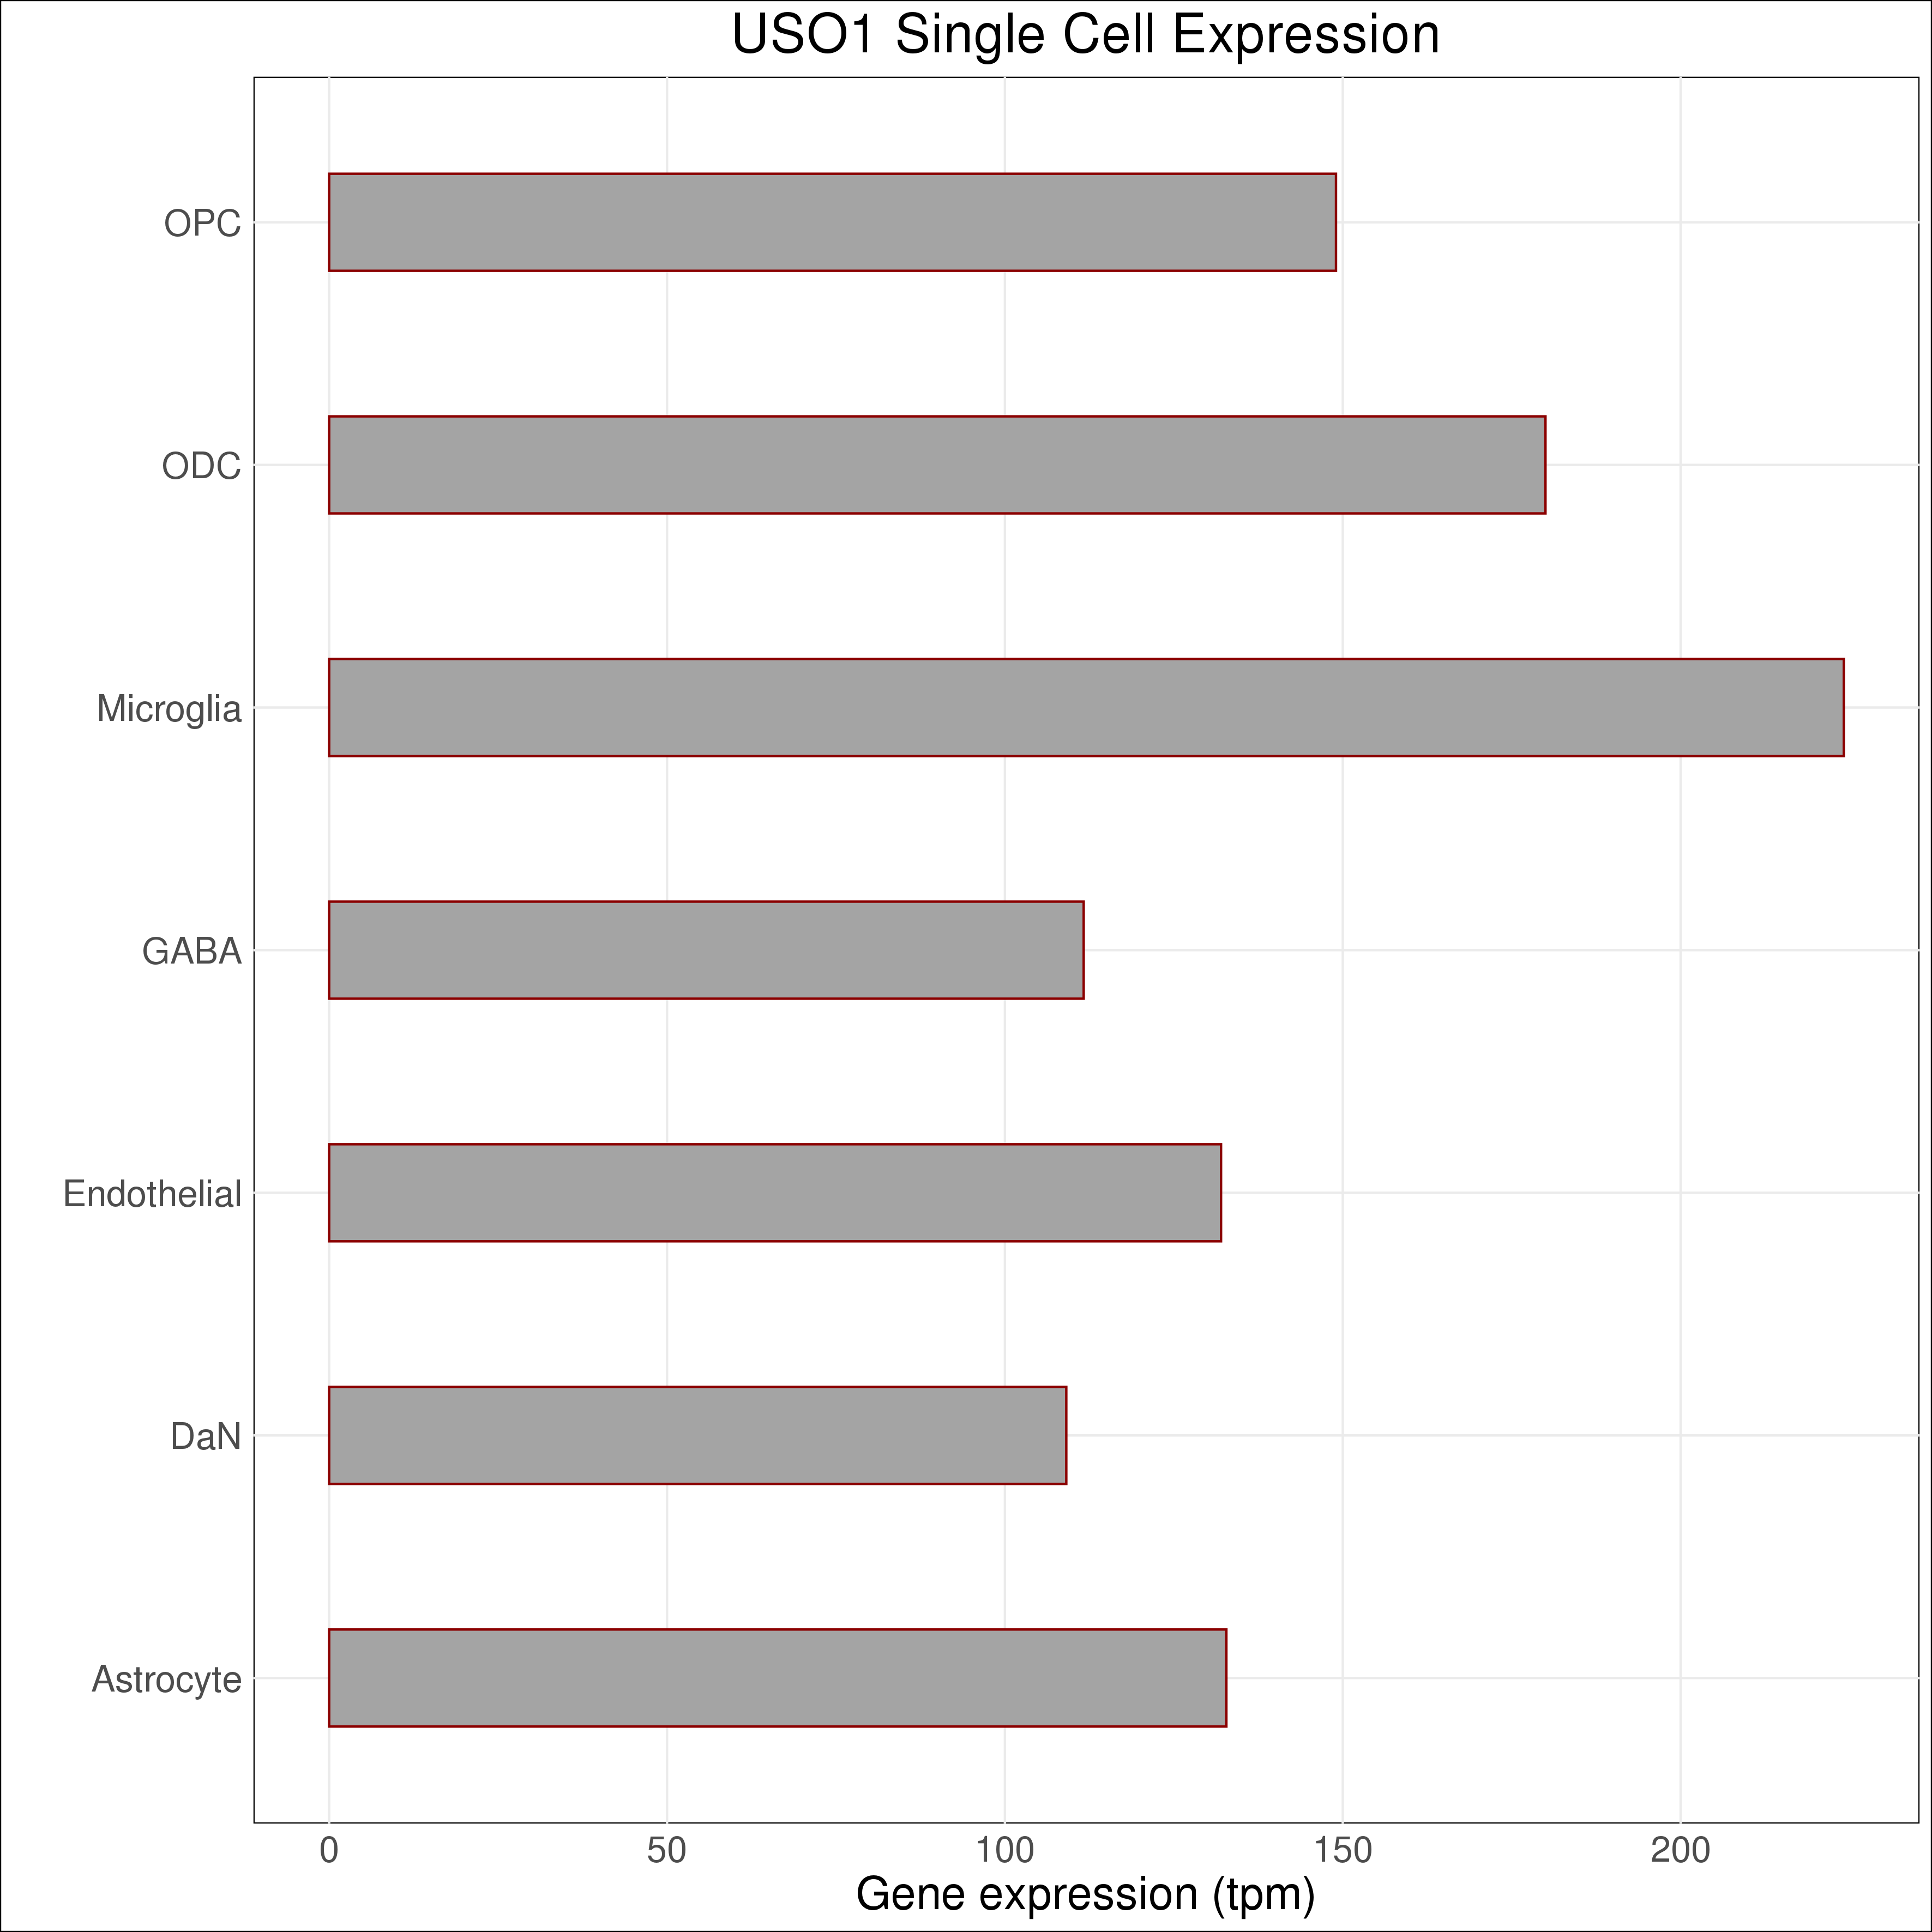 USO1 Single Cell Expression
OPC
ODC
Microglia
GABA
Endothelial
DaN
Astrocyte
0 50 100 150 200
Gene expression (tpm)